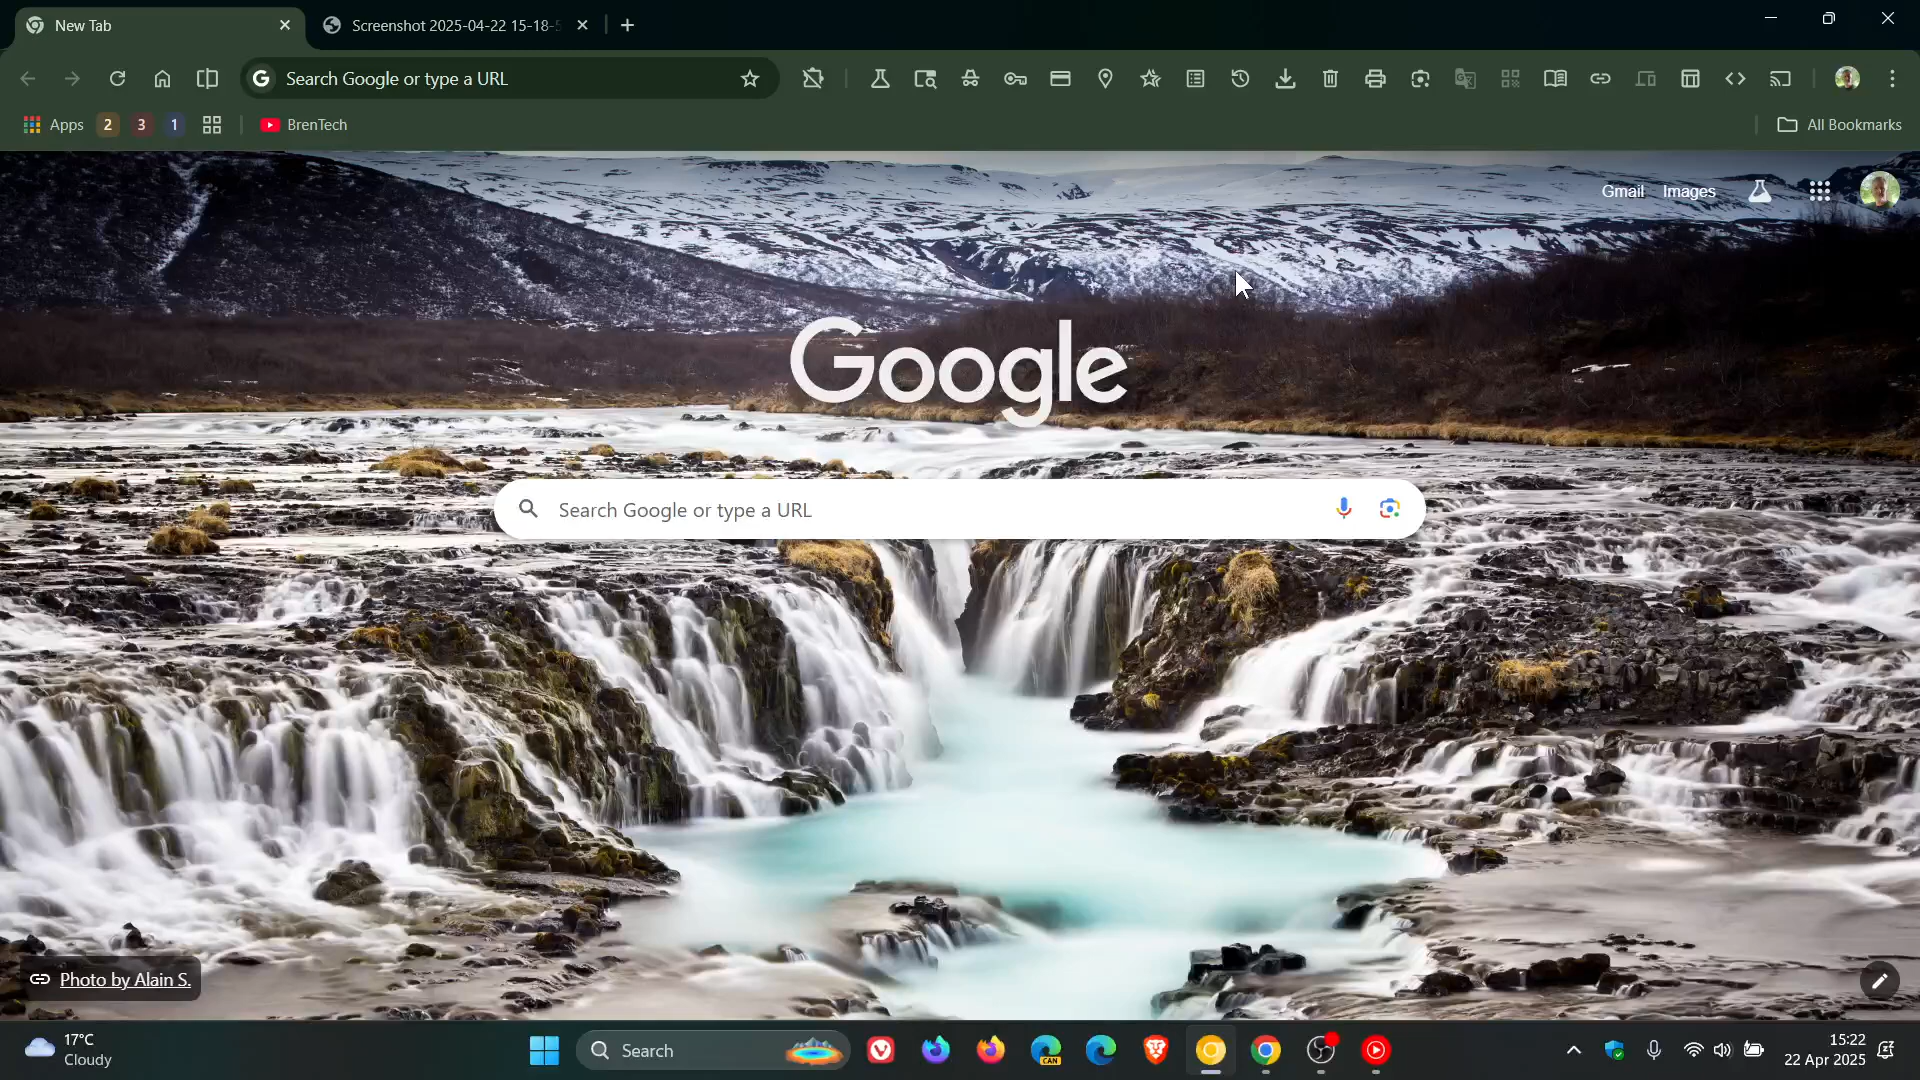 New Tab
Screenshot 2025-04-22 15-18-5
Search Google or type a URL
Apps 2 3 1 BrenTech All Bookmarks
Gmail Images
Google
Search Google or type a URL
Photo by Alain S.
17°C
Cloudy
Search
CAN
15:22
22 Apr 2025